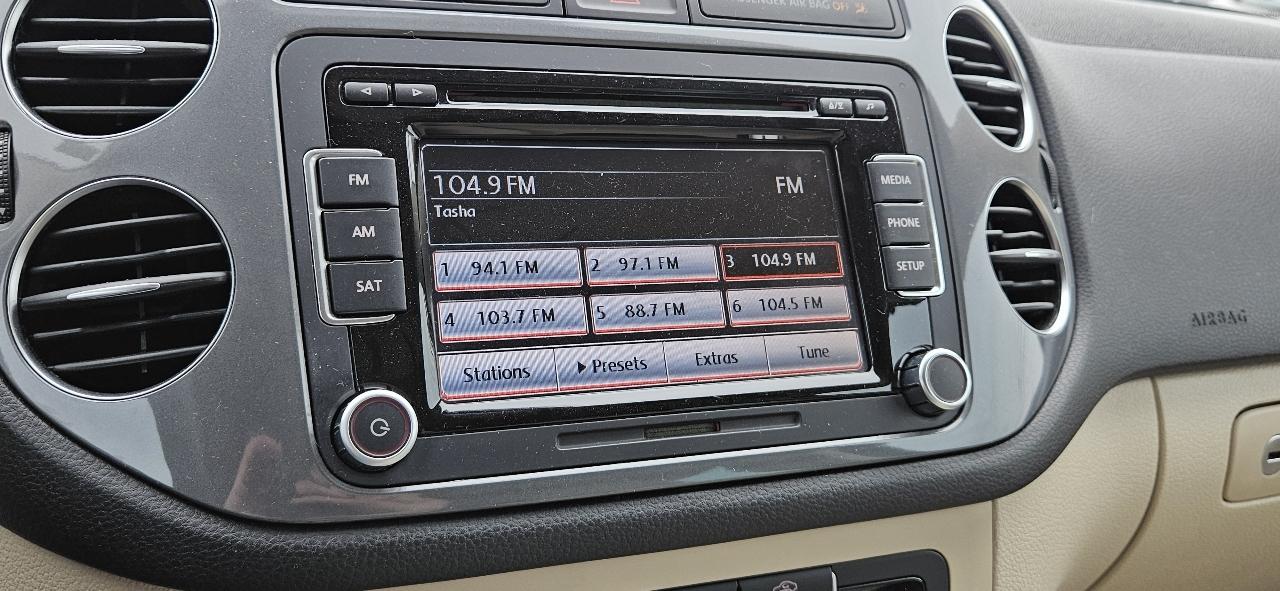 PASSENGER AIR BAG OFF
FM
AM
SAT
104.9 FM
FM
Tasha
1 94.1 FM
2 97.1 FM
3 104.9 FM
4 103.7 FM
5 88.7 FM
6 104.5 FM
Stations
Presets
Extras
Tune
MEDIA
PHONE
SETUP
AIRBAG